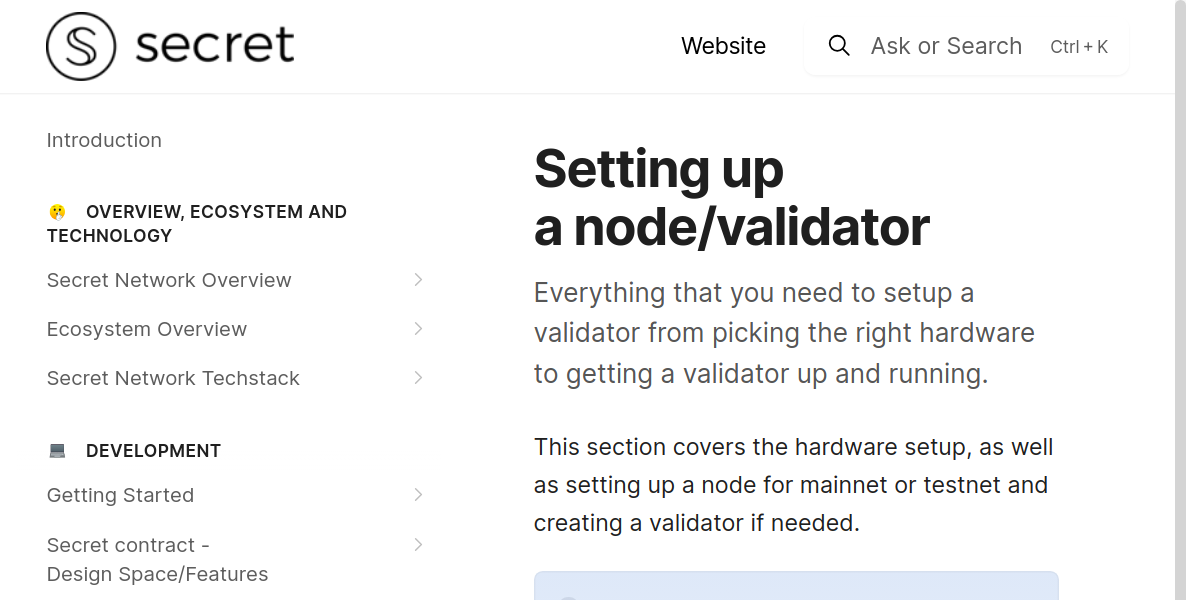 secret
Website
Ask or Search
Ctrl + K
Introduction
OVERVIEW, ECOSYSTEM AND
TECHNOLOGY
Secret Network Overview
Ecosystem Overview
Secret Network Techstack
DEVELOPMENT
Getting Started
Secret contract -
Design Space/Features
Setting up
a node/validator
Everything that you need to setup a
validator from picking the right hardware
to getting a validator up and running.
This section covers the hardware setup, as well
as setting up a node for mainnet or testnet and
creating a validator if needed.